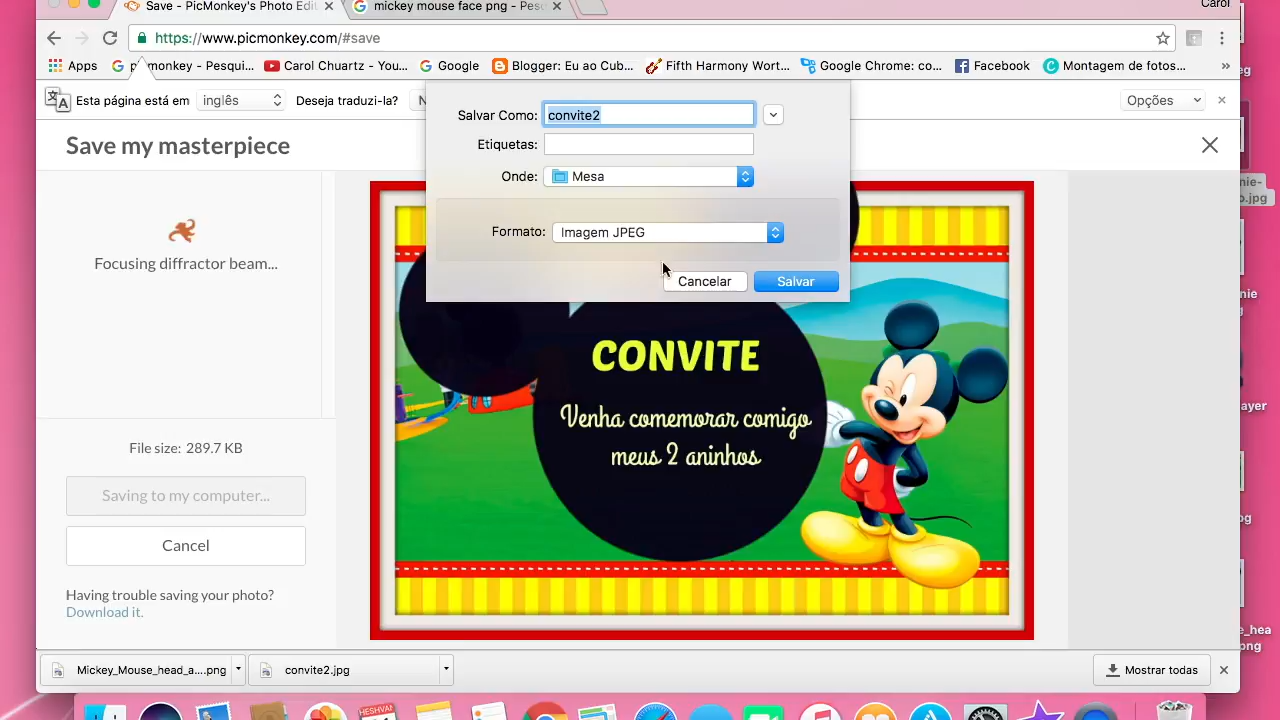 Save - PicMonkey's Photo Edit
mickey mouse face png - Pes
Carol
https://www.picmonkey.com/#save
Apps
Carol Chuartz - You...
Google
Blogger: Eu ao Cub...
Fifth Harmony Wort...
Google Chrome: co...
Facebook
Montagem de fotos...
»
Esta página está em
inglês
Deseja traduzi-la?
N
Opções
Save my masterpiece
Salvar Como:
convite2
Etiquetas:
Onde:
Mesa
Formato:
Imagem JPEG
Cancelar
Salvar
Focusing diffractor beam...
CONVITE
Venha comemorar comigo
meus 2 aninhos
File size: 289.7 KB
Saving to my computer...
Cancel
Having trouble saving your photo?
Download it.
Mickey_Mouse_head_a....png
convite2.jpg
Mostrar todas
HESHVAN